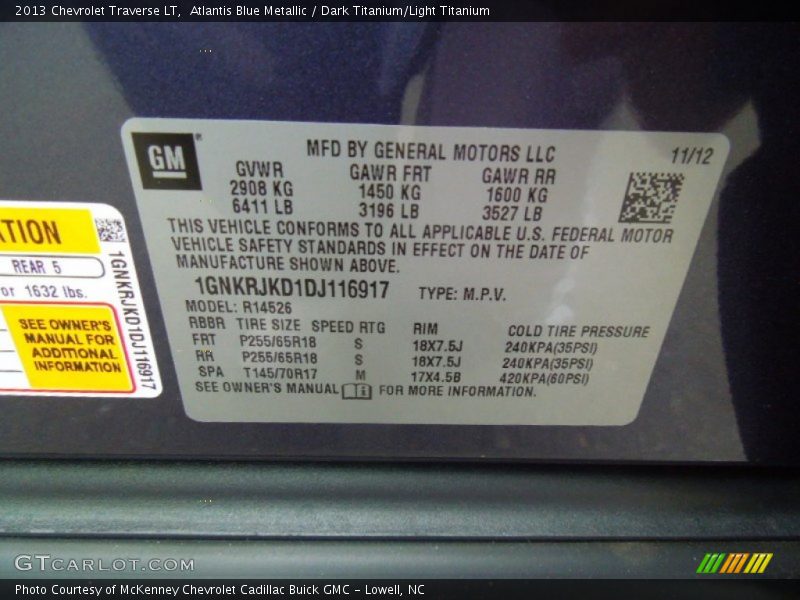 2013 Chevrolet Traverse LT, Atlantis Blue Metallic / Dark Titanium/Light Titanium
GM
MFD BY GENERAL MOTORS LLC 11/12
GVWR GAWR FRT GAWR RR
2908 KG 1450 KG 1600 KG
6411 LB 3196 LB 3527 LB
THIS VEHICLE CONFORMS TO ALL APPLICABLE U.S. FEDERAL MOTOR
VEHICLE SAFETY STANDARDS IN EFFECT ON THE DATE OF
MANUFACTURE SHOWN ABOVE.
1GNKRJKD1DJ116917 TYPE: M.P.V.
MODEL: R14526
RBBR TIRE SIZE SPEED RTG RIM COLD TIRE PRESSURE
FRT P255/65R18 S 18X7.5J 240KPA(35PSI)
RR P255/65R18 S 18X7.5J 240KPA(35PSI)
SPA T145/70R17 M 17X4.5B 420KPA(60PSI)
SEE OWNER'S MANUAL FOR MORE INFORMATION.
ATION
REAR 5
or 1632 lbs.
SEE OWNER'S
MANUAL FOR
ADDITIONAL
INFORMATION
1GNKRJKD1DJ116917
GTCARLOT.COM
Photo Courtesy of McKenney Chevrolet Cadillac Buick GMC - Lowell, NC